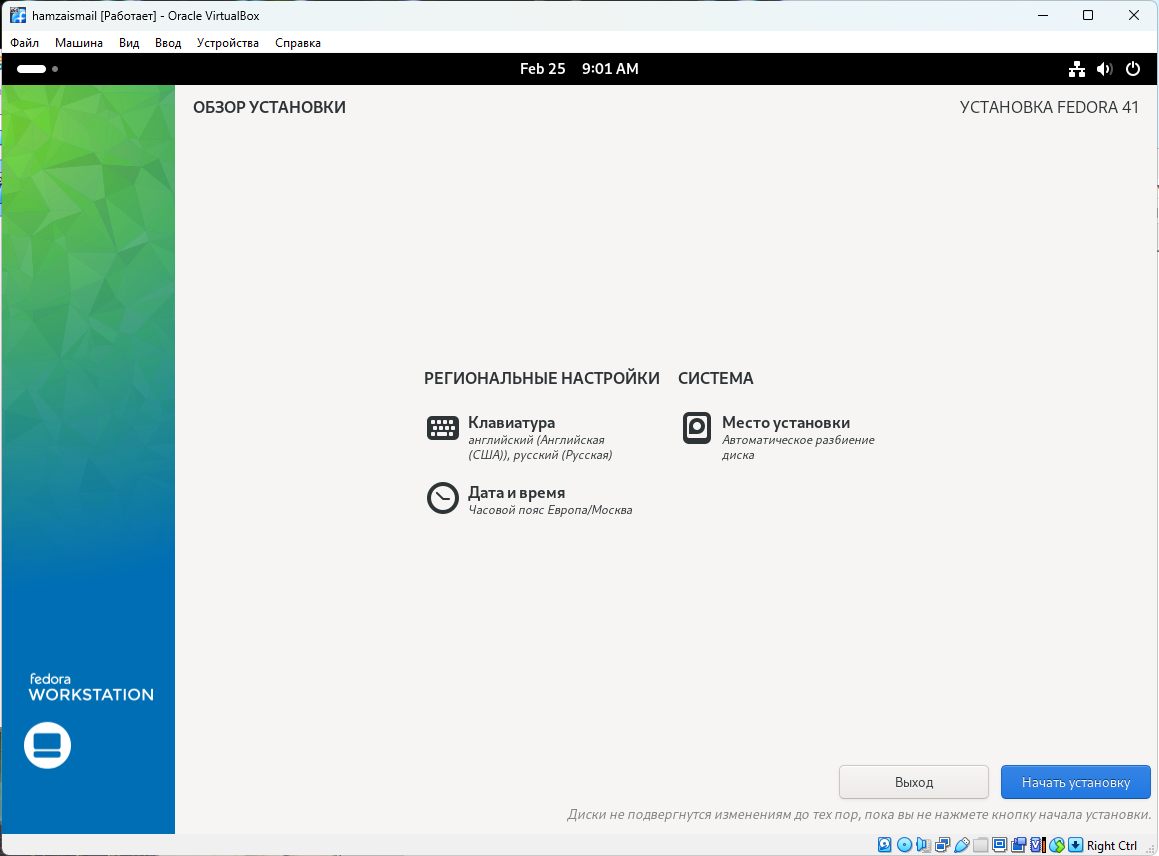 hamzaismail [Работает] - Oracle VirtualBox
Файл Машина Вид Ввод Устройства Справка
Feb 25 9:01 AM
ОБЗОР УСТАНОВКИ
УСТАНОВКА FEDORA 41
РЕГИОНАЛЬНЫЕ НАСТРОЙКИ
Клавиатура
английский (Английская
(США)), русский (Русская)
Дата и время
Часовой пояс Европа/Москва
СИСТЕМА
Место установки
Автоматическое разбиение
диска
fedora
WORKSTATION
Выход
Начать установку
Диски не подвергнутся изменениям до тех пор, пока вы не нажмете кнопку начала установки.
Right Ctrl